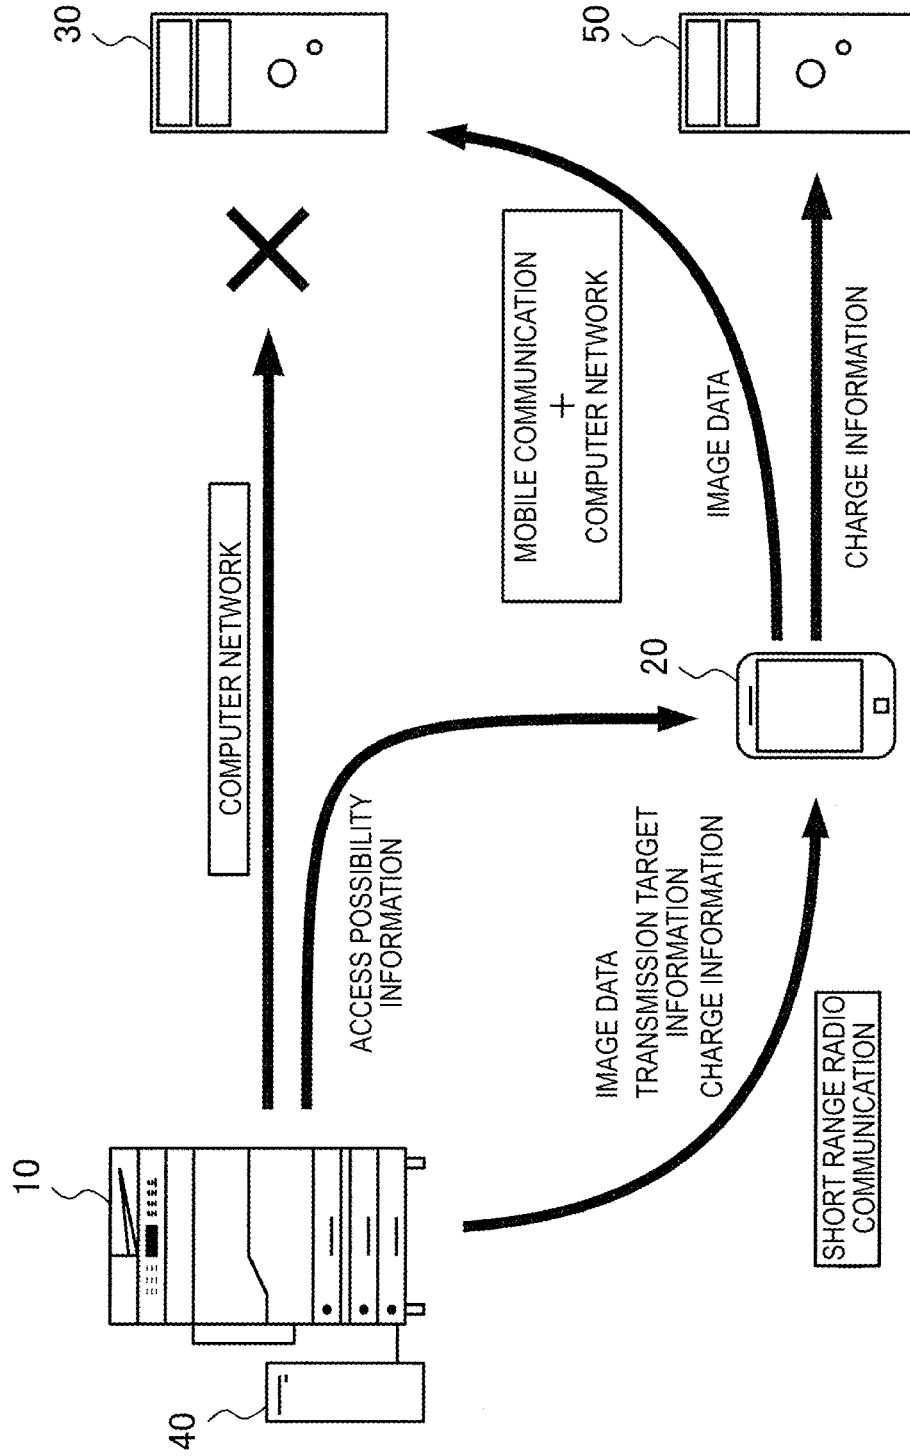 10
40
COMPUTER NETWORK
30
ACCESS POSSIBILITY
INFORMATION
MOBILE COMMUNICATION
+
COMPUTER NETWORK
IMAGE DATA
TRANSMISSION TARGET
INFORMATION
CHARGE INFORMATION
20
IMAGE DATA
50
CHARGE INFORMATION
SHORT RANGE RADIO
COMMUNICATION